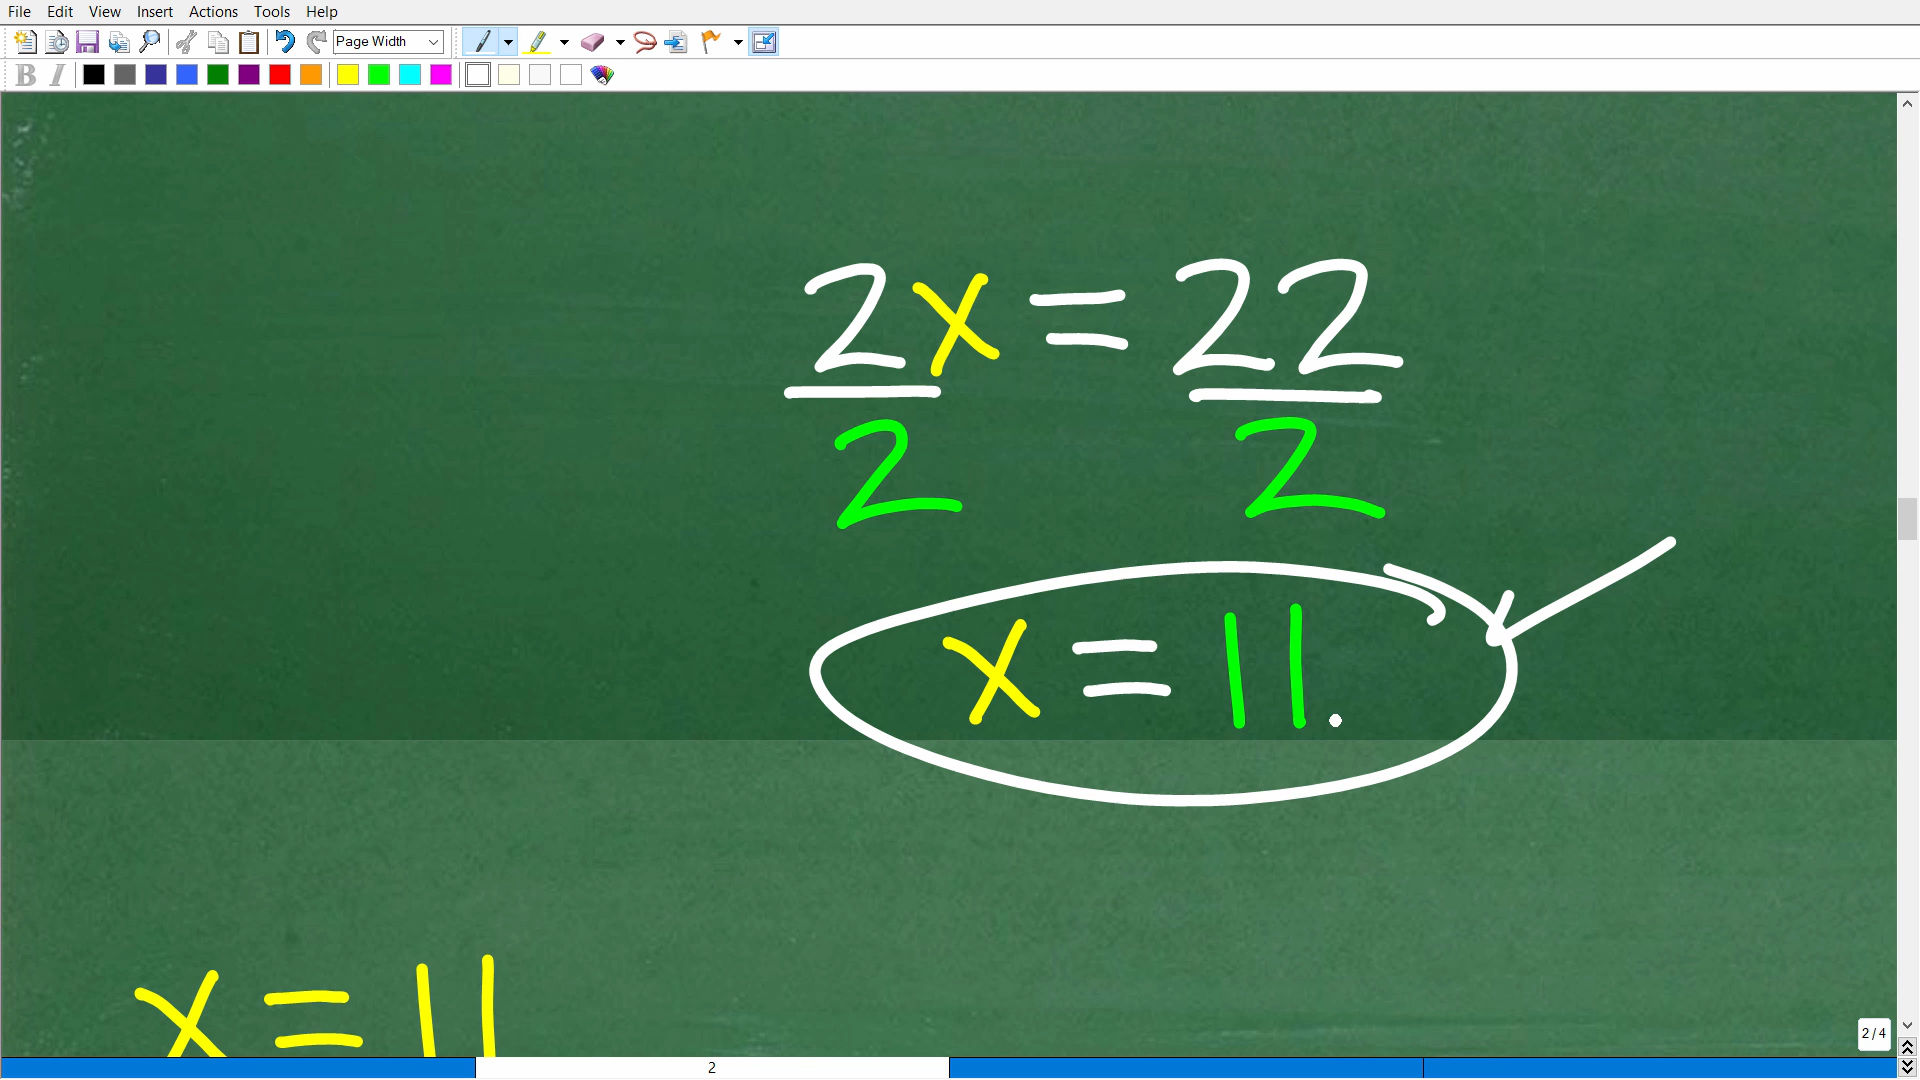 File Edit View Insert Actions Tools Help
Page Width
B I
2x = 22
2 2
x = 11.
x = 11
2 / 4
2